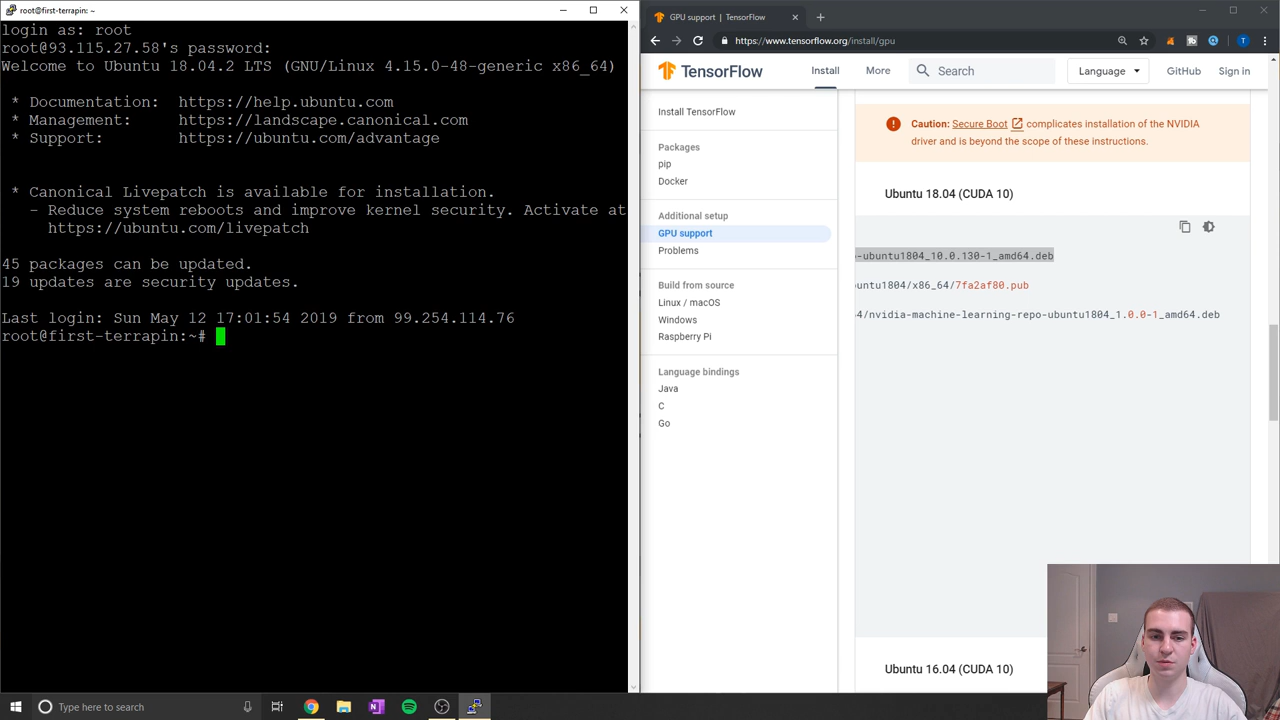 root@first-terrapin: ~
login as: root
root@93.115.27.58's password:
Welcome to Ubuntu 18.04.2 LTS (GNU/Linux 4.15.0-48-generic x86_64)
* Documentation: https://help.ubuntu.com
* Management: https://landscape.canonical.com
* Support: https://ubuntu.com/advantage
* Canonical Livepatch is available for installation.
- Reduce system reboots and improve kernel security. Activate at
https://ubuntu.com/livepatch
45 packages can be updated.
19 updates are security updates.
Last login: Sun May 12 17:01:54 2019 from 99.254.114.76
root@first-terrapin:~#
GPU support | TensorFlow
https://www.tensorflow.org/install/gpu
T
TensorFlow
Install
More
Search
Language
GitHub
Sign in
Install TensorFlow
Packages
pip
Docker
Additional setup
GPU support
Problems
Build from source
Linux / macOS
Windows
Raspberry Pi
Language bindings
Java
C
Go
Caution: Secure Boot complicates installation of the NVIDIA
driver and is beyond the scope of these instructions.
Ubuntu 18.04 (CUDA 10)
-ubuntu1804_10.0.130-1_amd64.deb
untu1804/x86_64/7fa2af80.pub
4/nvidia-machine-learning-repo-ubuntu1804_1.0.0-1_amd64.deb
Ubuntu 16.04 (CUDA 10)
Type here to search